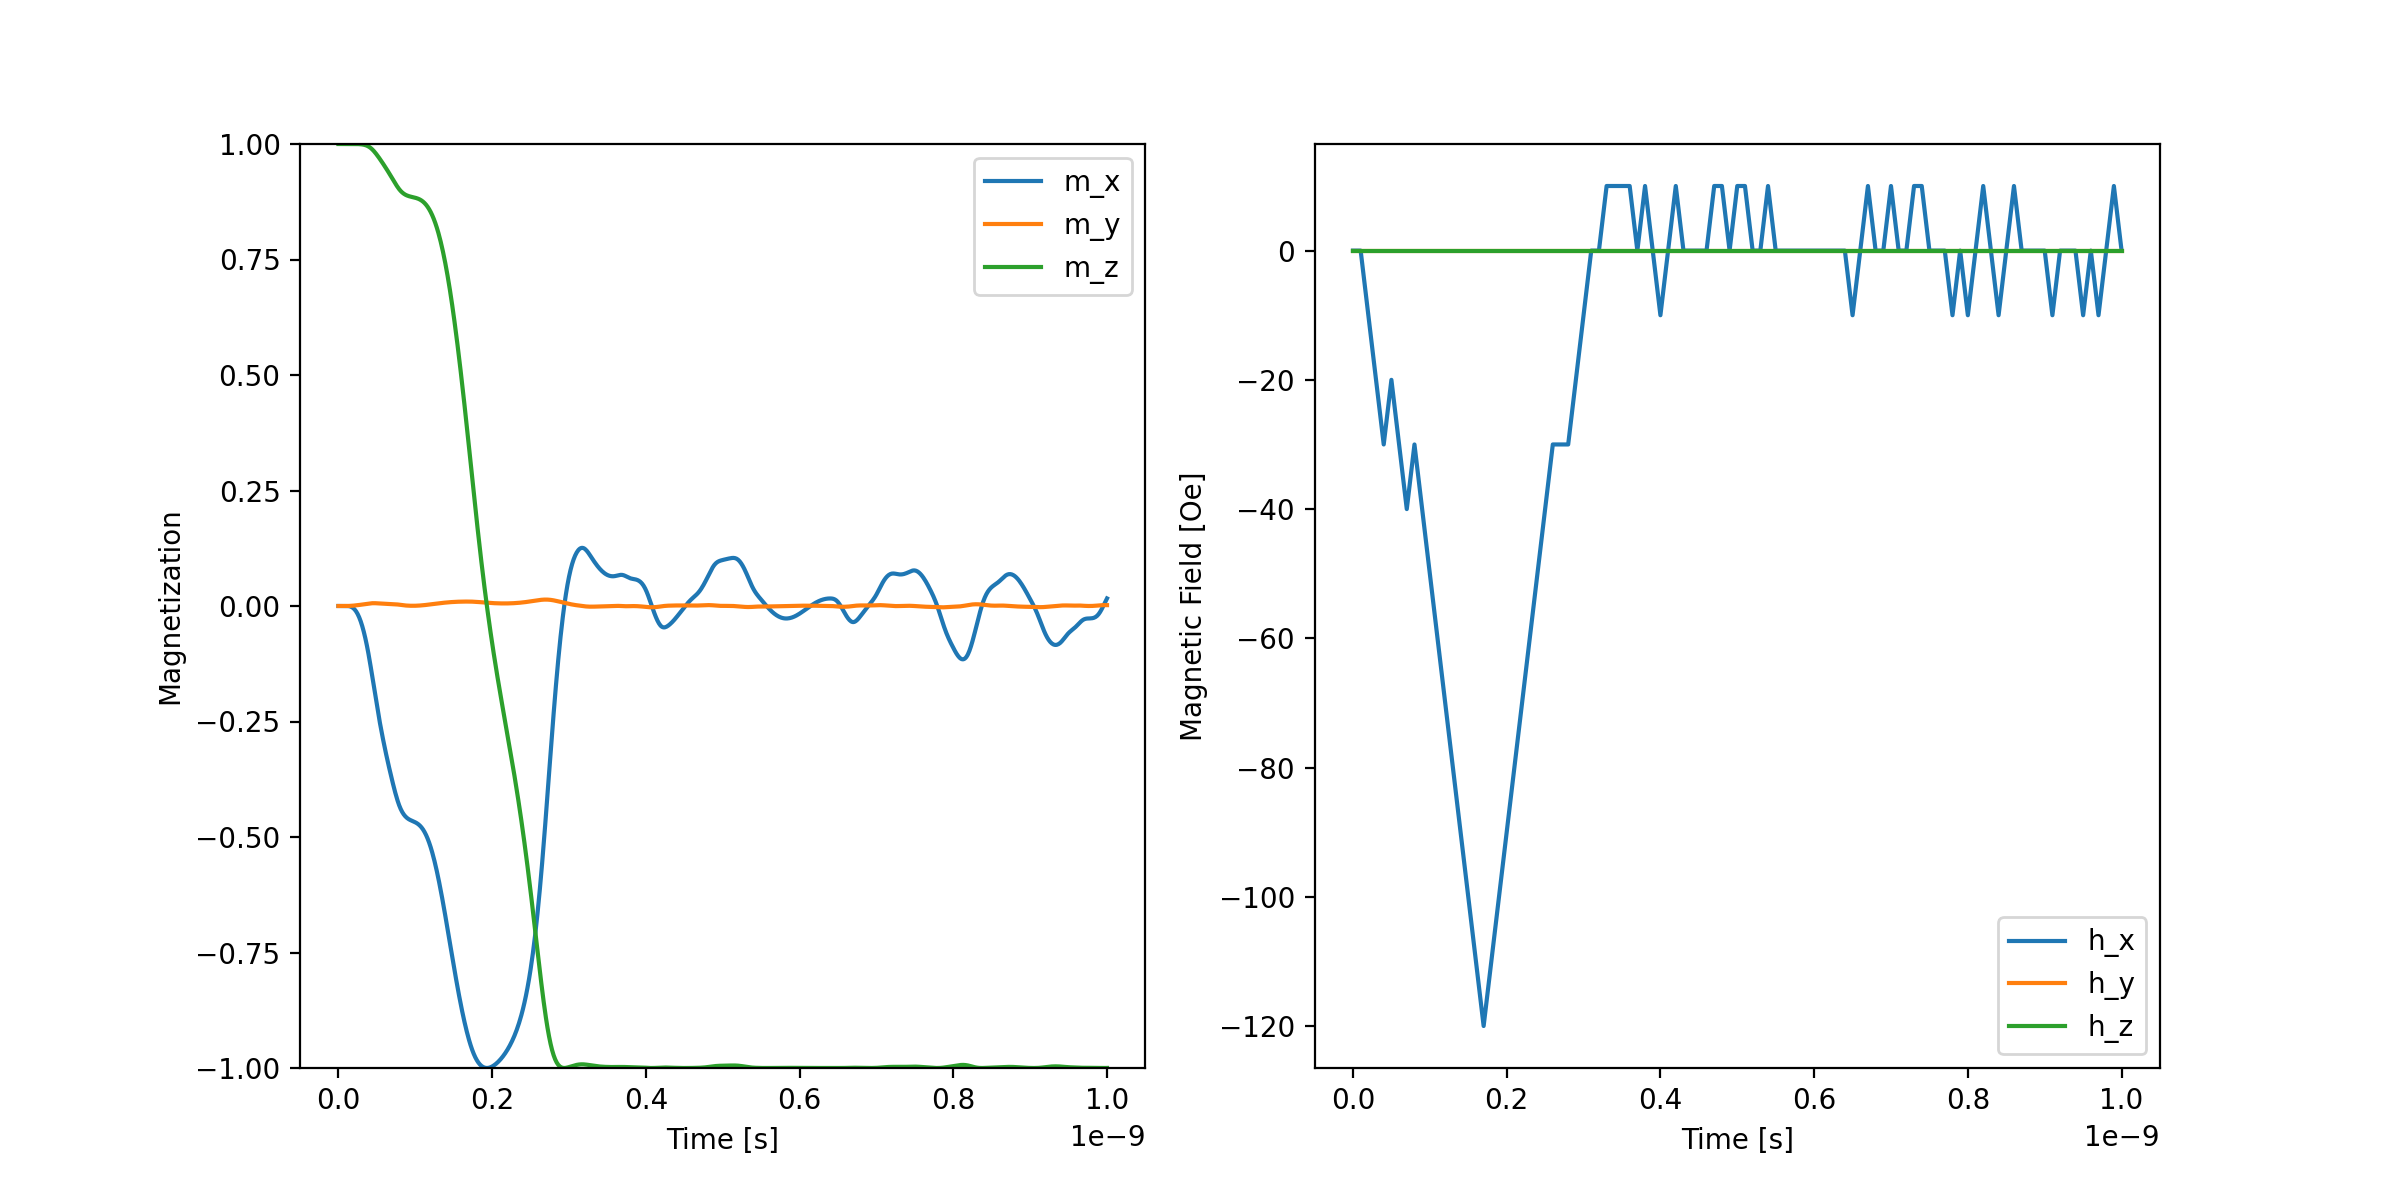 1.00
0.75
0.50
0.25
0.00
−0.25
−0.50
−0.75
−1.00
Magnetization
m_x
m_y
m_z
0.0 0.2 0.4 0.6 0.8 1.0
Time [s]
1e−9
0
−20
−40
−60
−80
−100
−120
Magnetic Field [Oe]
h_x
h_y
h_z
0.0 0.2 0.4 0.6 0.8 1.0
Time [s]
1e−9